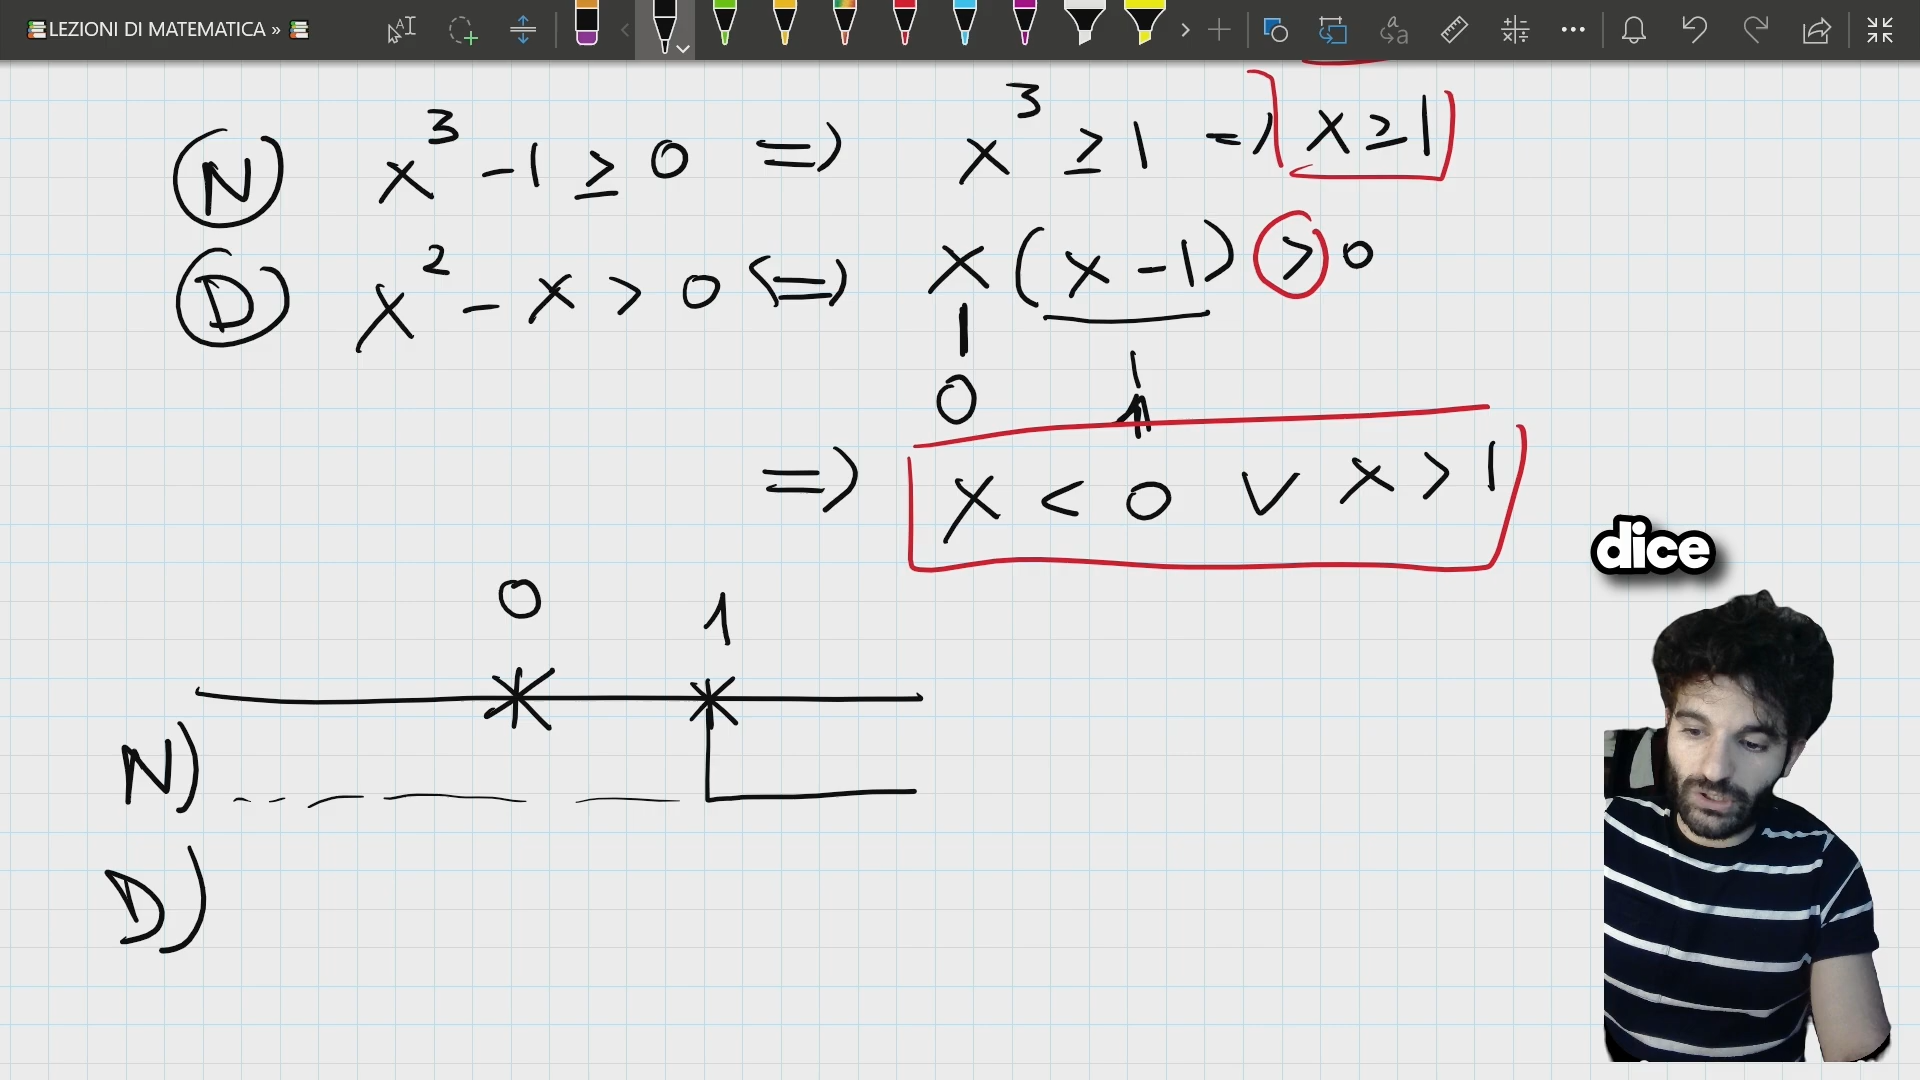 LEZIONI DI MATEMATICA »
N x³ - 1 ≥ 0 => x³ ≥ 1 => x ≥ 1
D x² - x > 0 <=> x (x - 1) > 0
0 1
=> x < 0 ∨ x > 1
dice
0 1
N)
D)